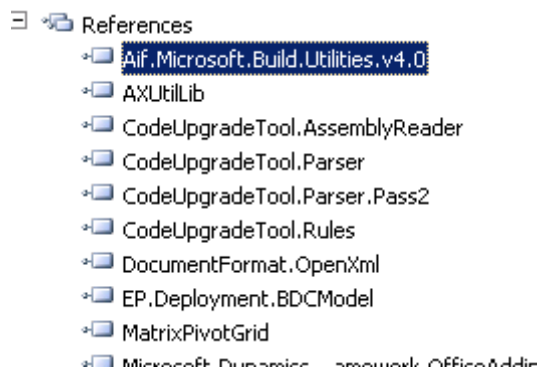 References
Aif.Microsoft.Build.Utilities.v4.0
AXUtilLib
CodeUpgradeTool.AssemblyReader
CodeUpgradeTool.Parser
CodeUpgradeTool.Parser.Pass2
CodeUpgradeTool.Rules
DocumentFormat.OpenXml
EP.Deployment.BDCModel
MatrixPivotGrid